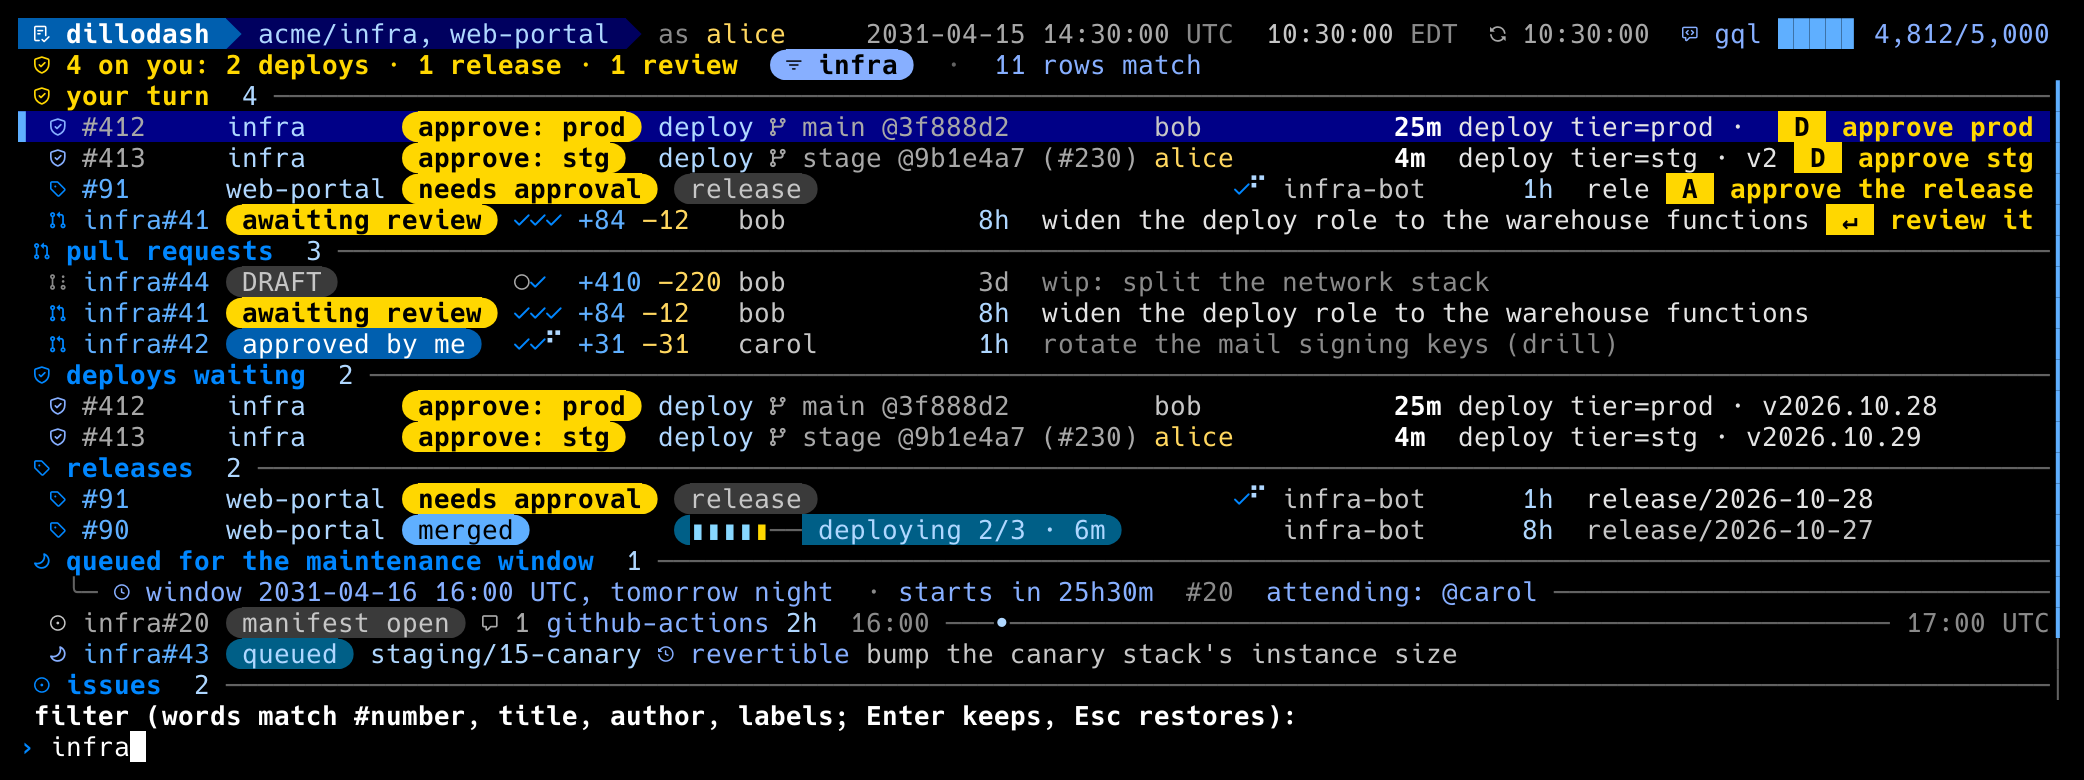 dillodash acme/infra, web-portal as alice 2031-04-15 14:30:00 UTC 10:30:00 EDT 10:30:00 gql 4,812/5,000
4 on you: 2 deploys · 1 release · 1 review infra · 11 rows match
your turn 4
#412 infra approve: prod deploy main @3f888d2 bob 25m deploy tier=prod · D approve prod
#413 infra approve: stg deploy stage @9b1e4a7 (#230) alice 4m deploy tier=stg · v2 D approve stg
#91 web-portal needs approval release ✓ infra-bot 1h rele A approve the release
infra#41 awaiting review ✓✓✓ +84 −12 bob 8h widen the deploy role to the warehouse functions ↵ review it
pull requests 3
infra#44 DRAFT ○✓ +410 −220 bob 3d wip: split the network stack
infra#41 awaiting review ✓✓✓ +84 −12 bob 8h widen the deploy role to the warehouse functions
infra#42 approved by me ✓✓ +31 −31 carol 1h rotate the mail signing keys (drill)
deploys waiting 2
#412 infra approve: prod deploy main @3f888d2 bob 25m deploy tier=prod · v2026.10.28
#413 infra approve: stg deploy stage @9b1e4a7 (#230) alice 4m deploy tier=stg · v2026.10.29
releases 2
#91 web-portal needs approval release ✓ infra-bot 1h release/2026-10-28
#90 web-portal merged deploying 2/3 · 6m infra-bot 8h release/2026-10-27
queued for the maintenance window 1
window 2031-04-16 16:00 UTC, tomorrow night · starts in 25h30m #20 attending: @carol
infra#20 manifest open 1 github-actions 2h 16:00 17:00 UTC
infra#43 queued staging/15-canary revertible bump the canary stack's instance size
issues 2
filter (words match #number, title, author, labels; Enter keeps, Esc restores):
› infra